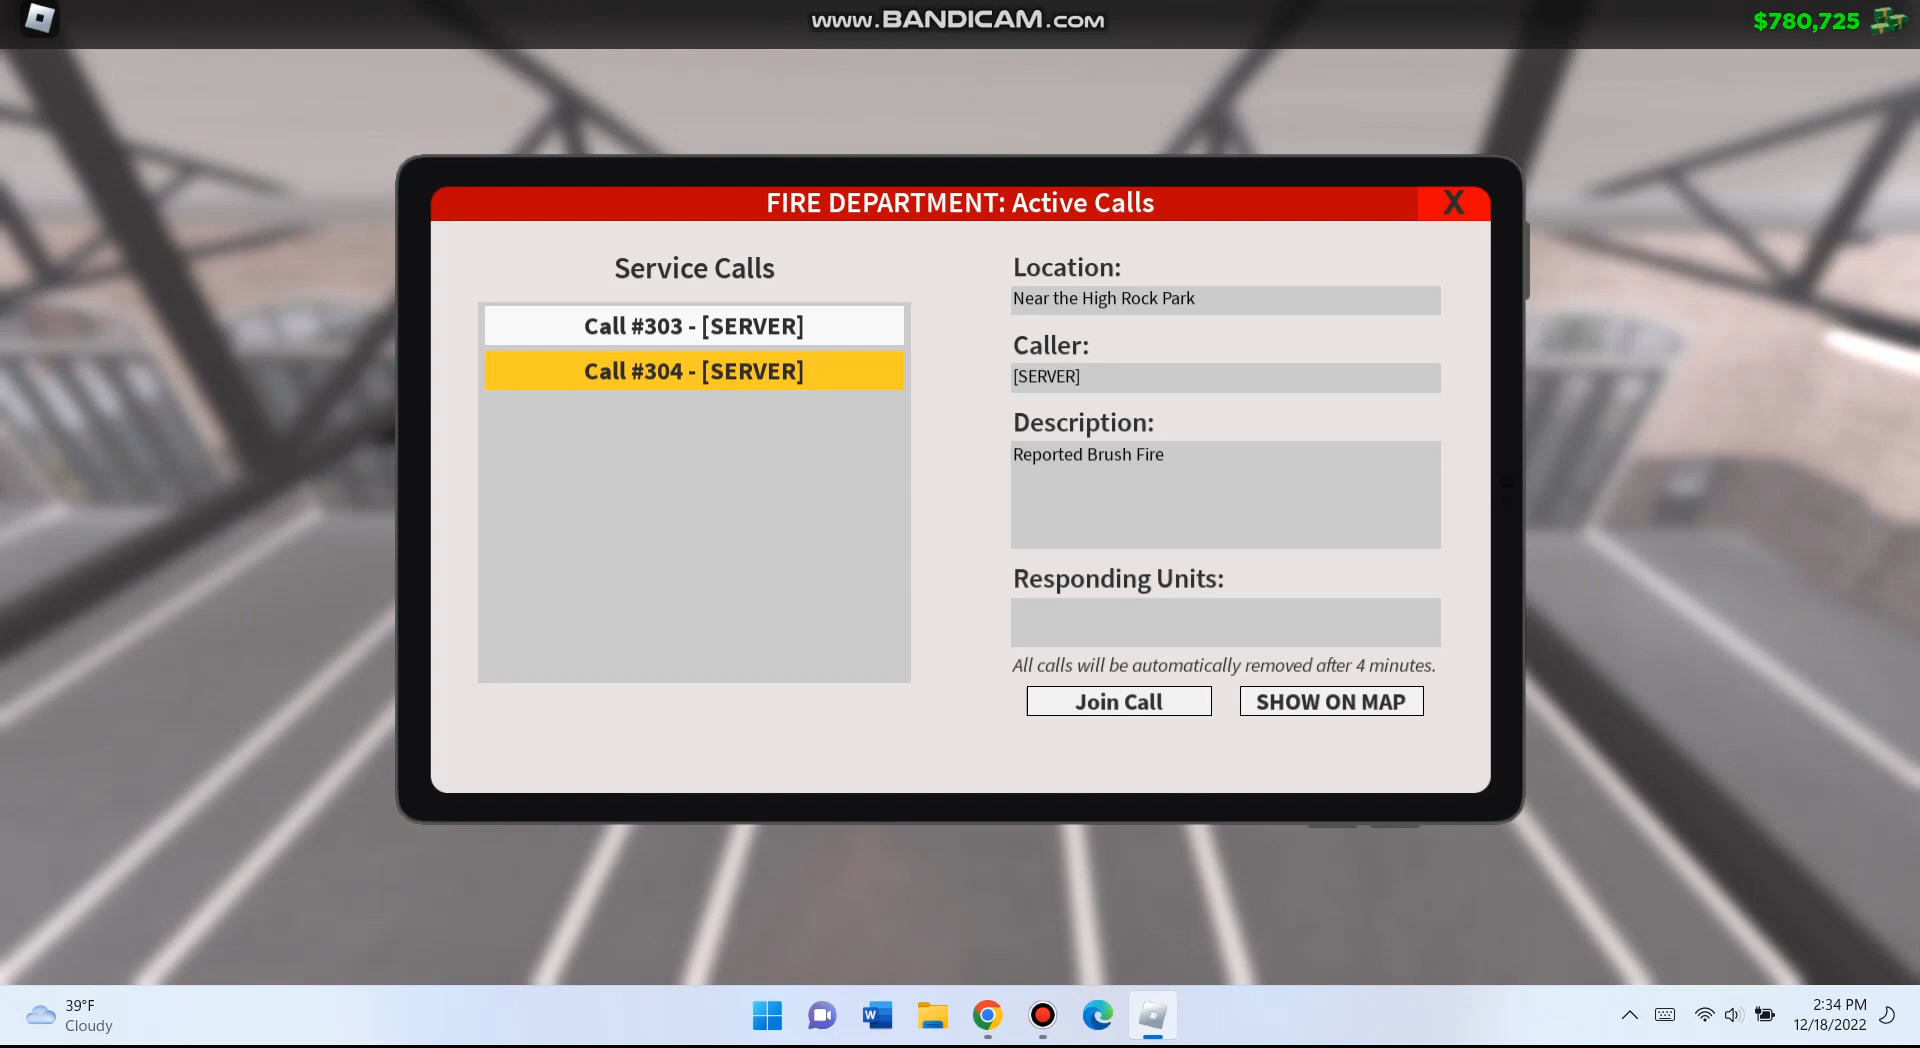 www.BANDICAM.com
$780,725
FIRE DEPARTMENT: Active Calls
X
Service Calls
Call #303 - [SERVER]
Call #304 - [SERVER]
Location:
Near the High Rock Park
Caller:
[SERVER]
Description:
Reported Brush Fire
Responding Units:
All calls will be automatically removed after 4 minutes.
Join Call
SHOW ON MAP
39°F
Cloudy
W
2:34 PM
12/18/2022